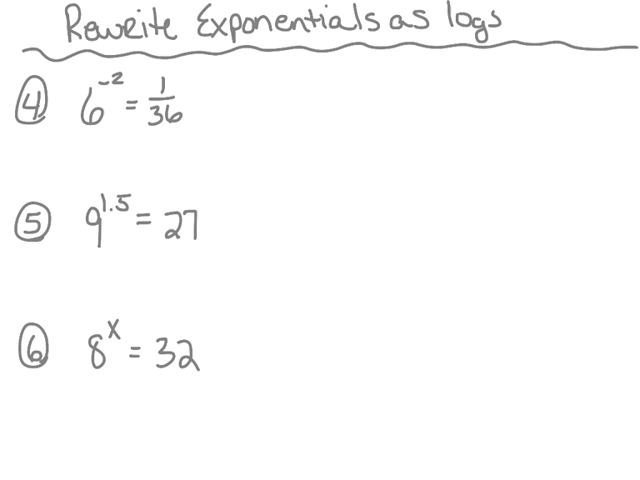 Rewrite Exponentials as logs
④ 6⁻² = 1/36
⑤ 9^1.5 = 27
⑥ 8^x = 32